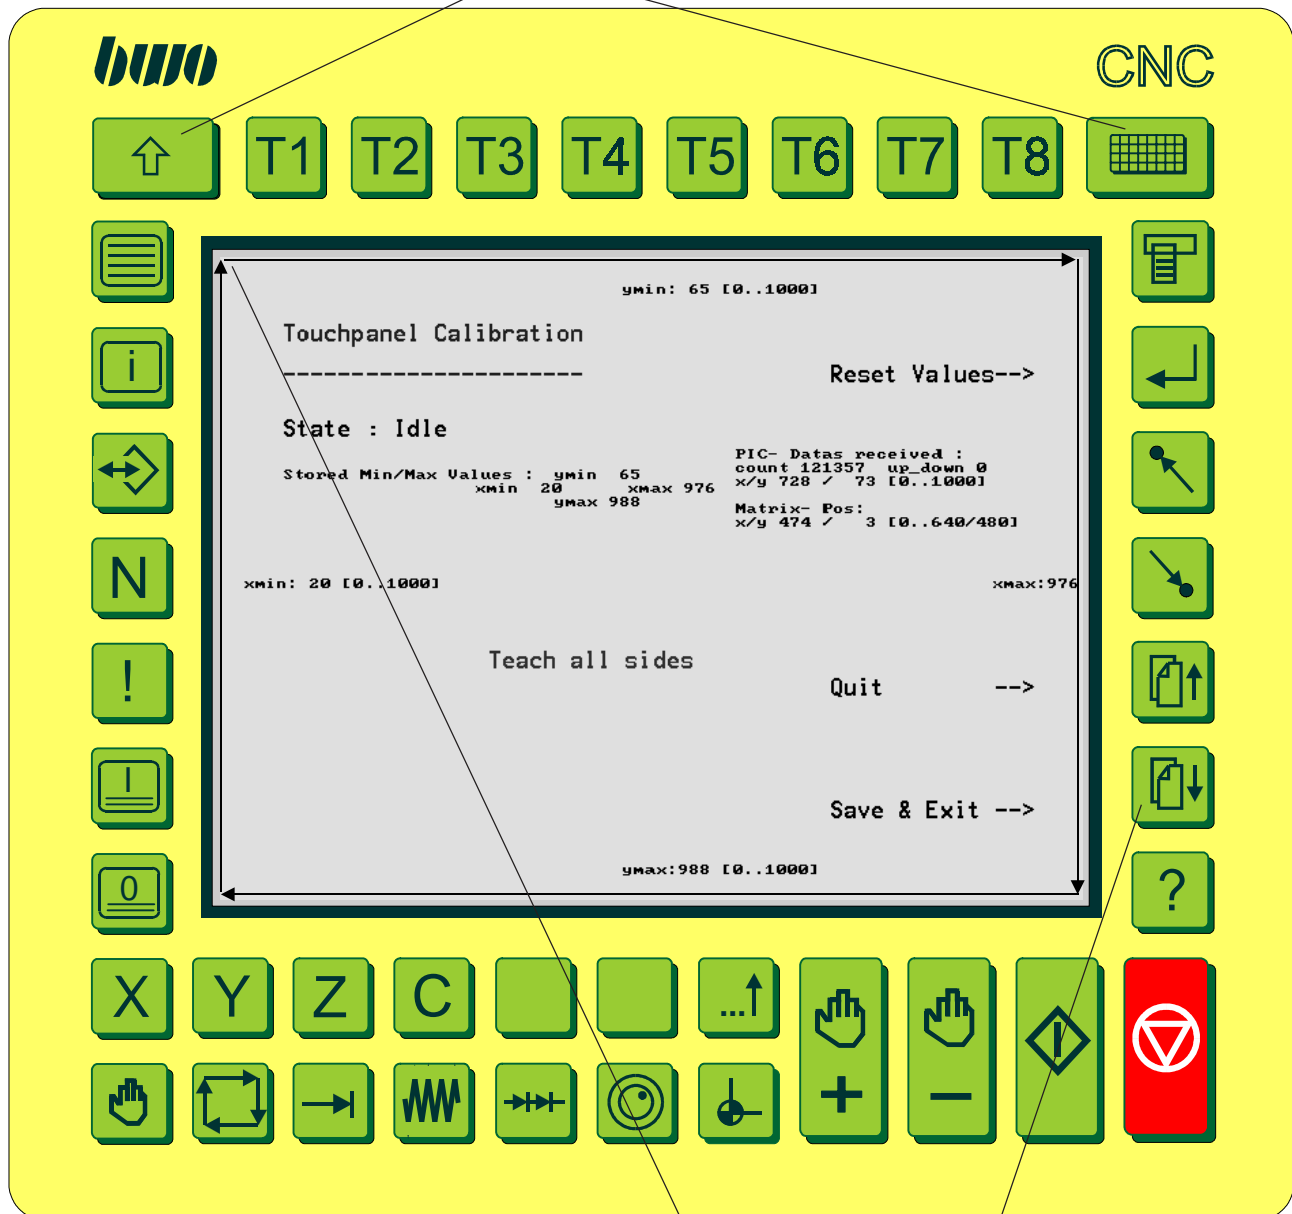 bwo
CNC
T1 T2 T3 T4 T5 T6 T7 T8
ymin: 65 [0..1000]
Touchpanel Calibration
----------------------
Reset Values-->
i
State : Idle
PIC- Datas received :
count 121357 up_down 0
x/y 728 / 73 [0..1000]
Stored Min/Max Values : ymin 65
xmin 20 xmax 976
ymax 988
Matrix- Pos:
x/y 474 / 3 [0..640/480]
N
xmin: 20 [0..1000]
xmax:976
!
Teach all sides
Quit -->
I
Save & Exit -->
0
ymax:988 [0..1000]
?
X Y Z C ...
+ -